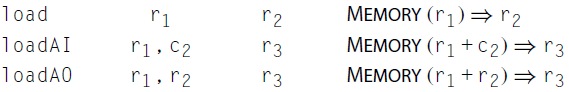 load r₁ r₂ MEMORY (r₁) ⇒ r₂
loadAI r₁,c₂ r₃ MEMORY (r₁ + c₂) ⇒ r₃
loadAO r₁,r₂ r₃ MEMORY (r₁ + r₂) ⇒ r₃